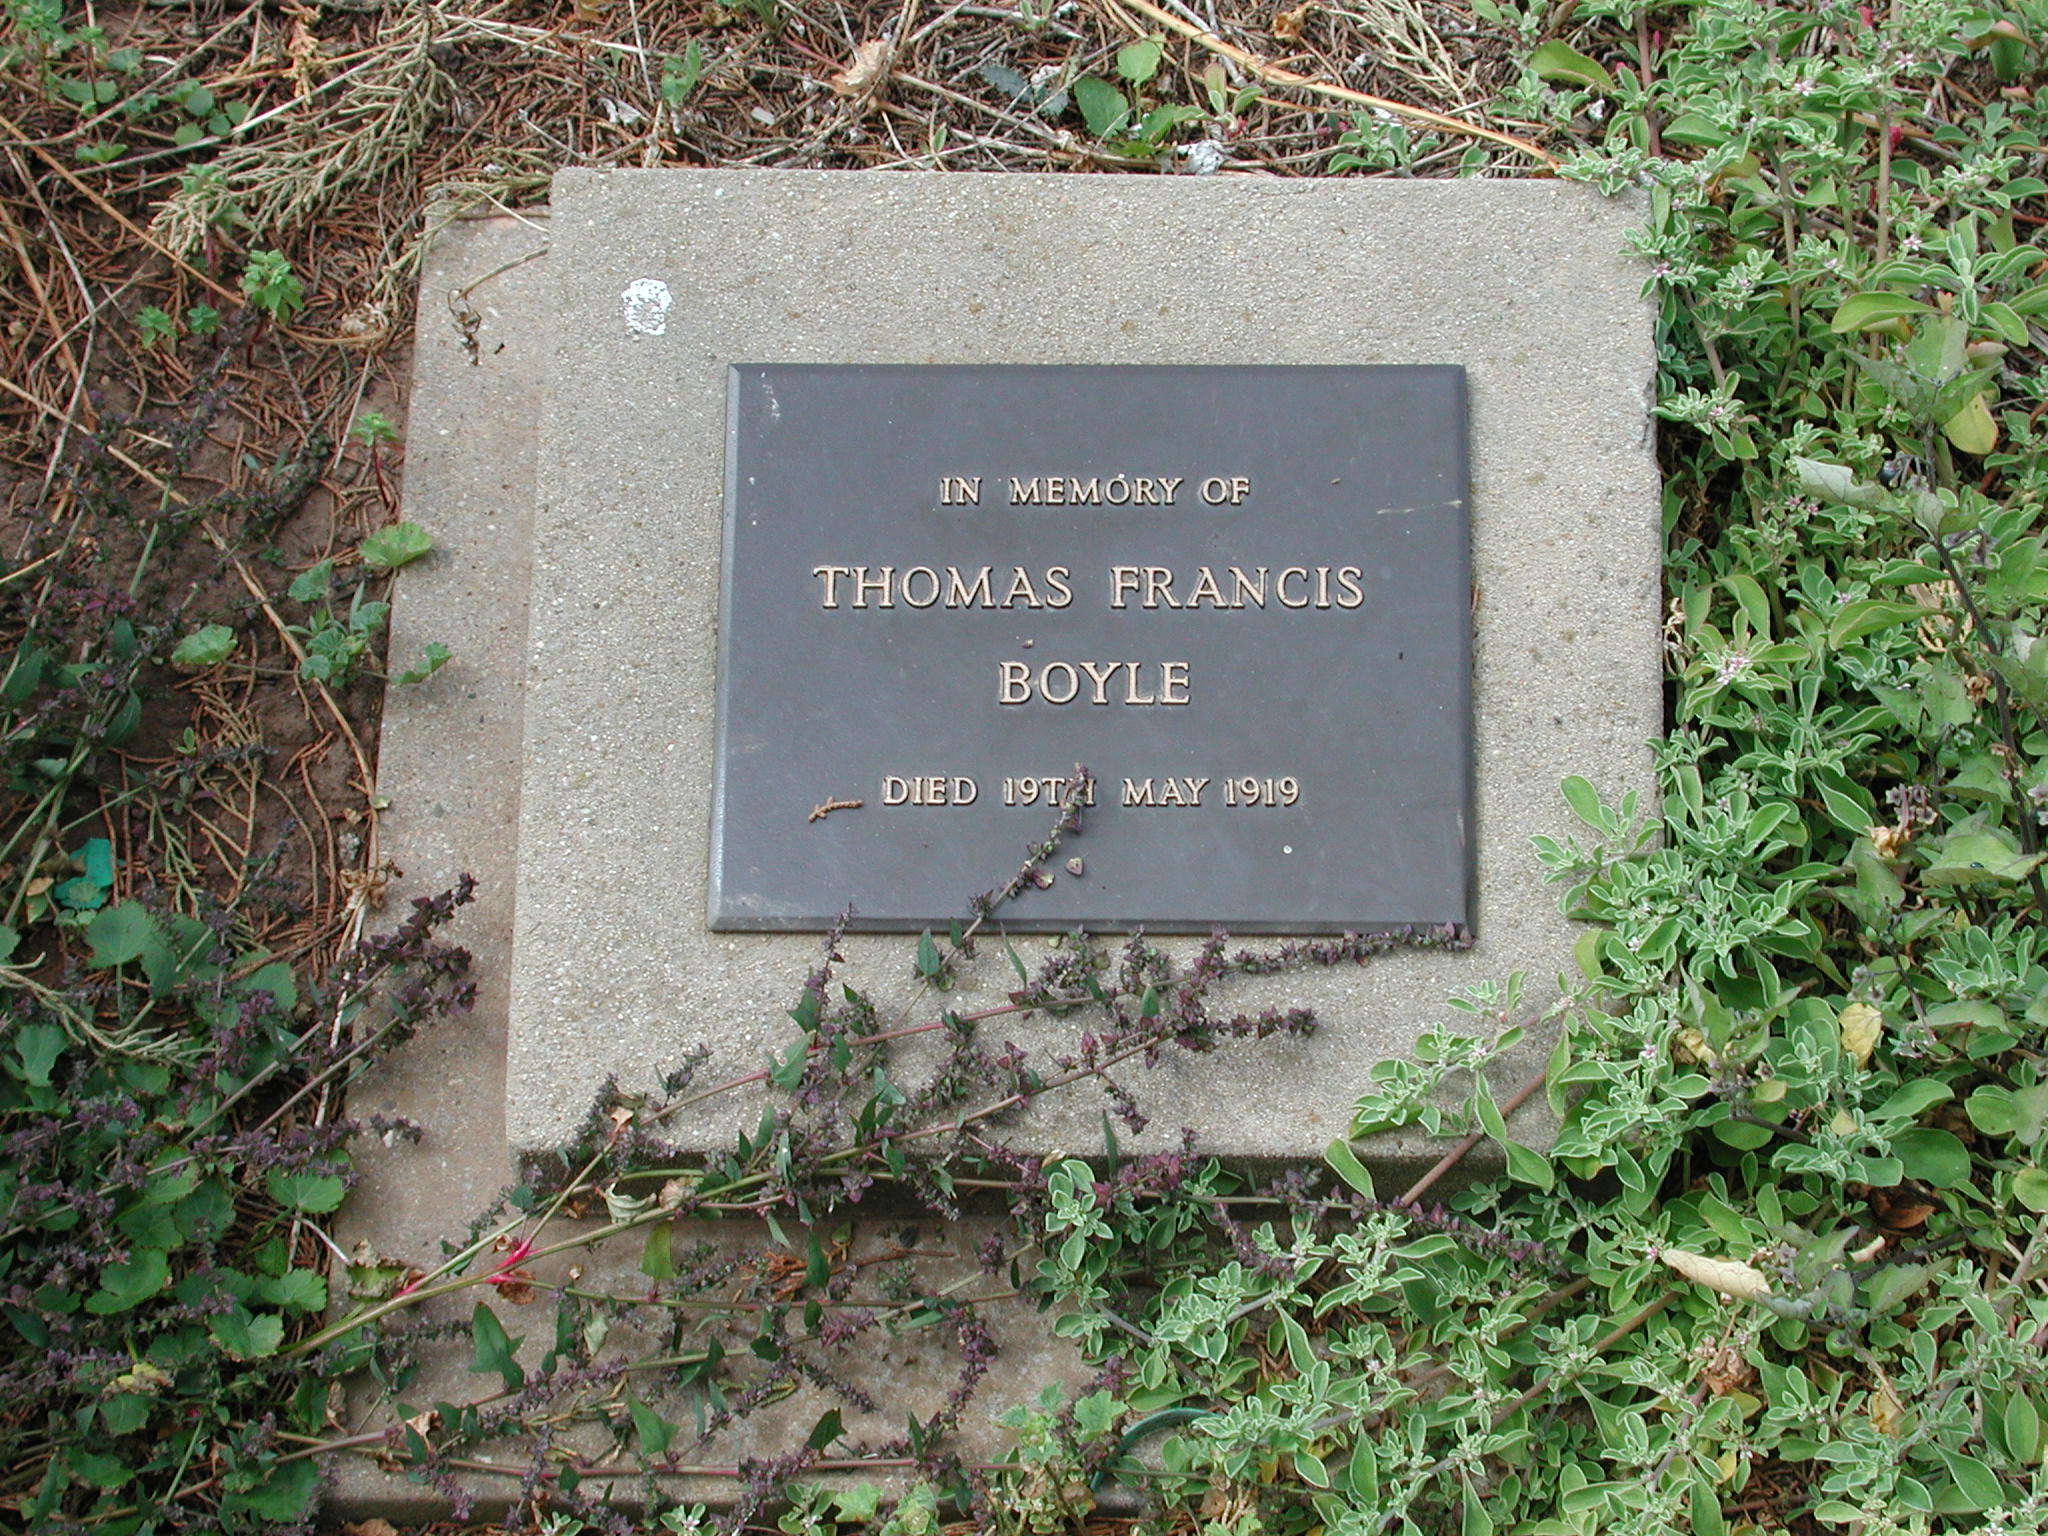 IN MEMORY OF
THOMAS FRANCIS
BOYLE
DIED 19TH MAY 1919